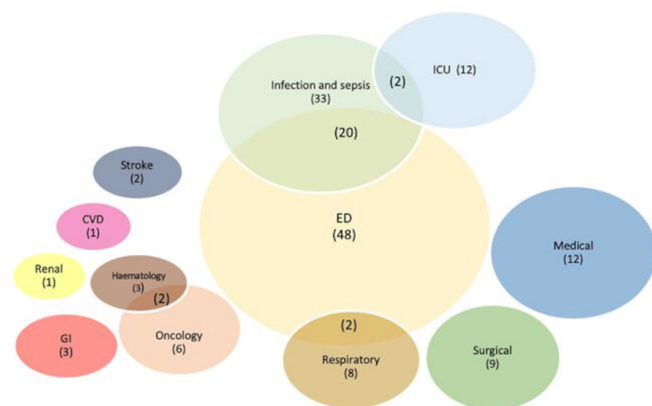 ICU (12)
(2)
Infection and sepsis
(33)
(20)
Stroke
(2)
CVD
(1)
ED
(48)
Medical
(12)
Renal
(1)
Haematology
(3)
(2)
(2)
GI
(3)
Oncology
(6)
Respiratory
(8)
Surgical
(9)